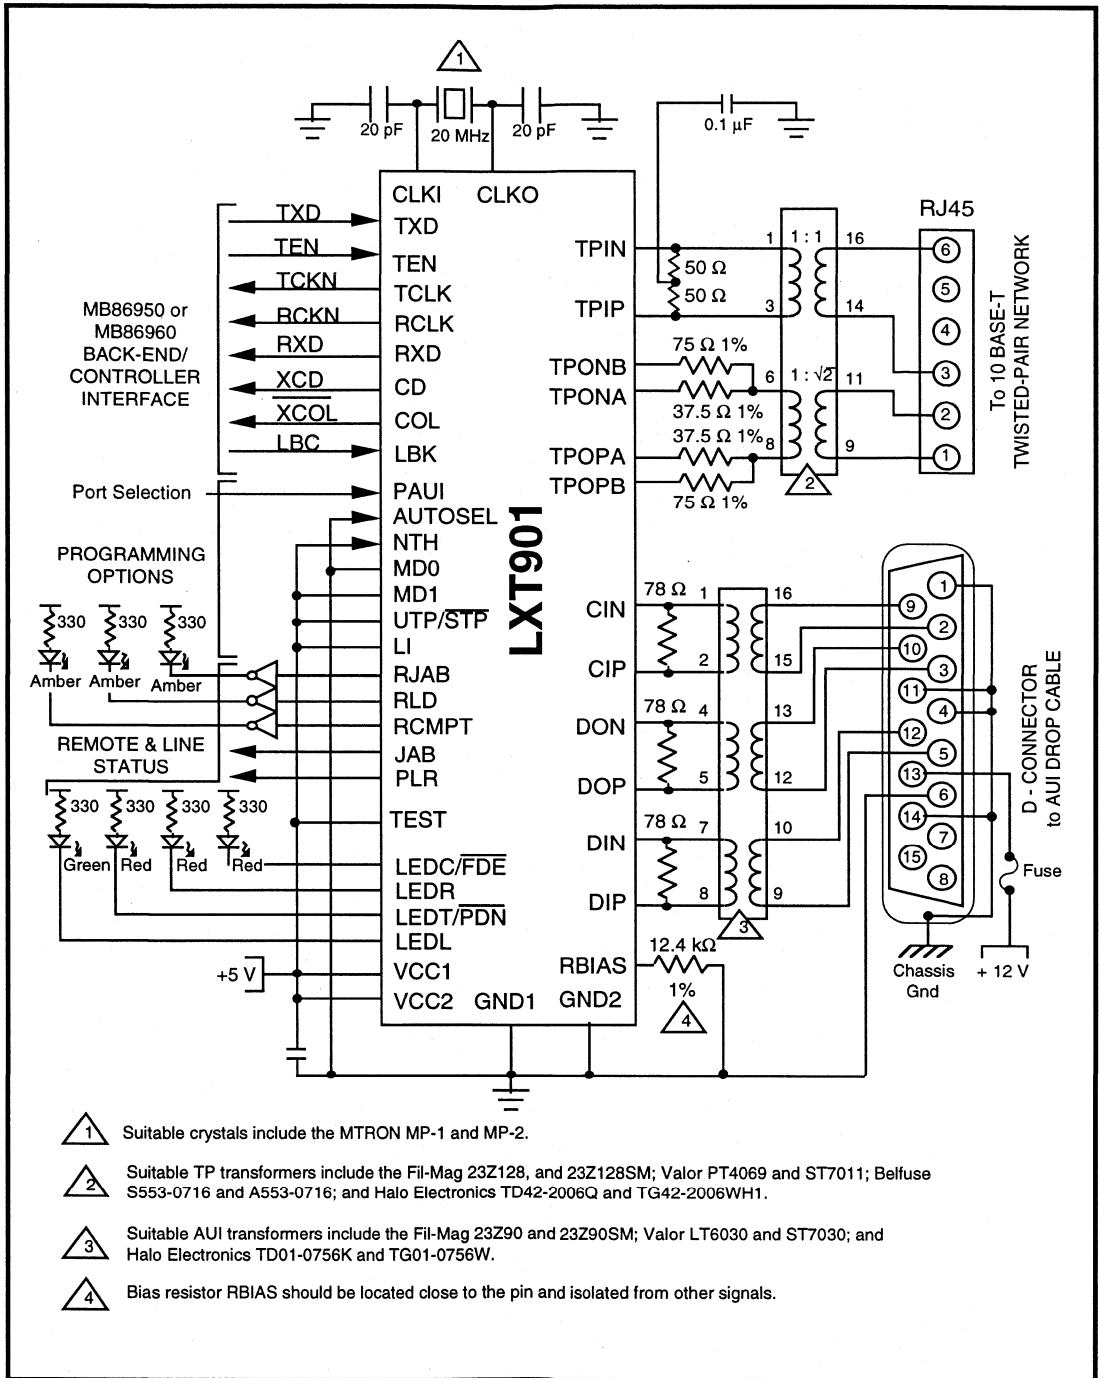 1
20 pF
20 MHz
20 pF
0.1 µF
CLKI
CLKO
TXD
TXD
TEN
TEN
TCKN
TCLK
RCKN
RCLK
RXD
RXD
XCD
CD
XCOL
COL
LBC
LBK
MB86950 or
MB86960
BACK-END/
CONTROLLER
INTERFACE
Port Selection
PAUI
AUTOSEL
NTH
MD0
MD1
UTP/STP
LI
RJAB
RLD
RCMPT
JAB
PLR
TEST
LEDC/FDE
LEDR
LEDT/PDN
LEDL
VCC1
VCC2
GND1
GND2
LXT901
PROGRAMMING
OPTIONS
330
330
330
Amber
Amber
Amber
REMOTE & LINE
STATUS
330
330
330
330
Green
Red
Red
Red
+5 V
TPIN
TPIP
TPONB
TPONA
TPOPA
TPOPB
CIN
CIP
DON
DOP
DIN
DIP
RBIAS
50 Ω
50 Ω
75 Ω 1%
37.5 Ω 1%
37.5 Ω 1%
75 Ω 1%
1
1 : 1
16
3
14
6
1 : √2
11
8
9
2
RJ45
6
5
4
3
2
1
To 10 BASE-T
TWISTED-PAIR NETWORK
78 Ω
1
16
2
15
78 Ω
4
13
5
12
78 Ω
7
10
8
9
3
12.4 kΩ
1%
4
1
9
2
10
3
11
4
12
5
13
6
14
7
15
8
D - CONNECTOR
to AUI DROP CABLE
Fuse
Chassis
Gnd
+ 12 V
1 Suitable crystals include the MTRON MP-1 and MP-2.
2 Suitable TP transformers include the Fil-Mag 23Z128, and 23Z128SM; Valor PT4069 and ST7011; Belfuse
S553-0716 and A553-0716; and Halo Electronics TD42-2006Q and TG42-2006WH1.
3 Suitable AUI transformers include the Fil-Mag 23Z90 and 23Z90SM; Valor LT6030 and ST7030; and
Halo Electronics TD01-0756K and TG01-0756W.
4 Bias resistor RBIAS should be located close to the pin and isolated from other signals.